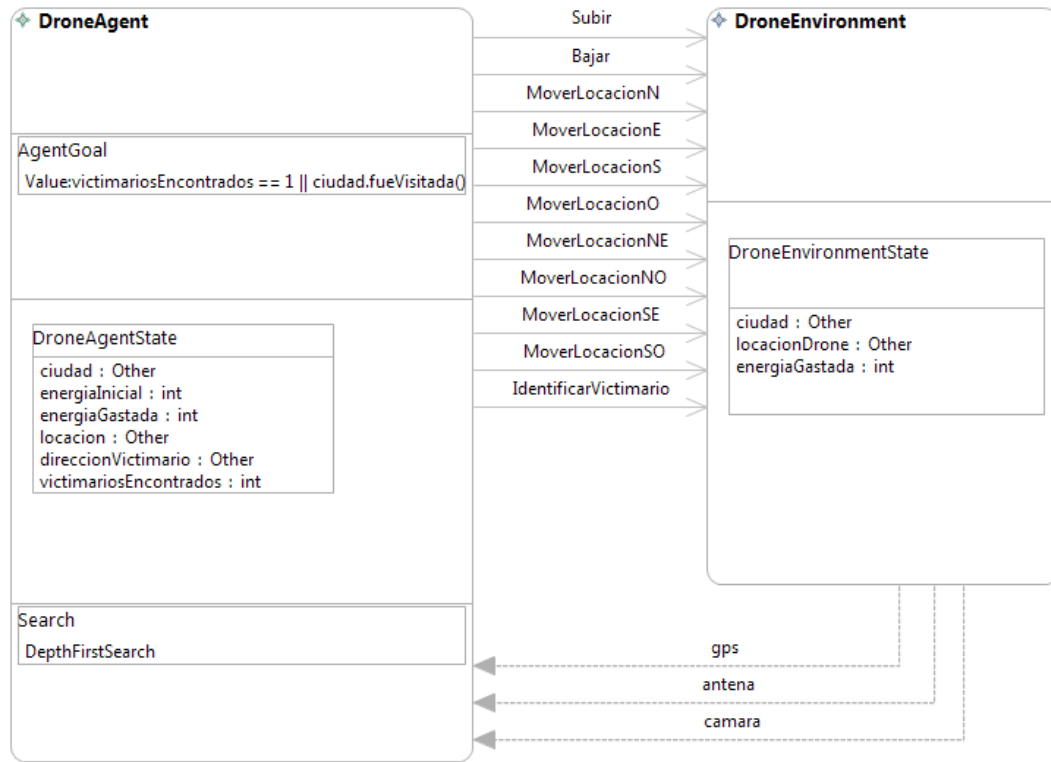 DroneAgent
AgentGoal
Value:victimariosEncontrados == 1 || ciudad.fueVisitada()
DroneAgentState
ciudad : Other
energiaInicial : int
energiaGastada : int
locacion : Other
direccionVictimario : Other
victimariosEncontrados : int
Search
DepthFirstSearch
Subir
Bajar
MoverLocacionN
MoverLocacionE
MoverLocacionS
MoverLocacionO
MoverLocacionNE
MoverLocacionNO
MoverLocacionSE
MoverLocacionSO
IdentificarVictimario
DroneEnvironment
DroneEnvironmentState
ciudad : Other
locacionDrone : Other
energiaGastada : int
gps
antena
camara